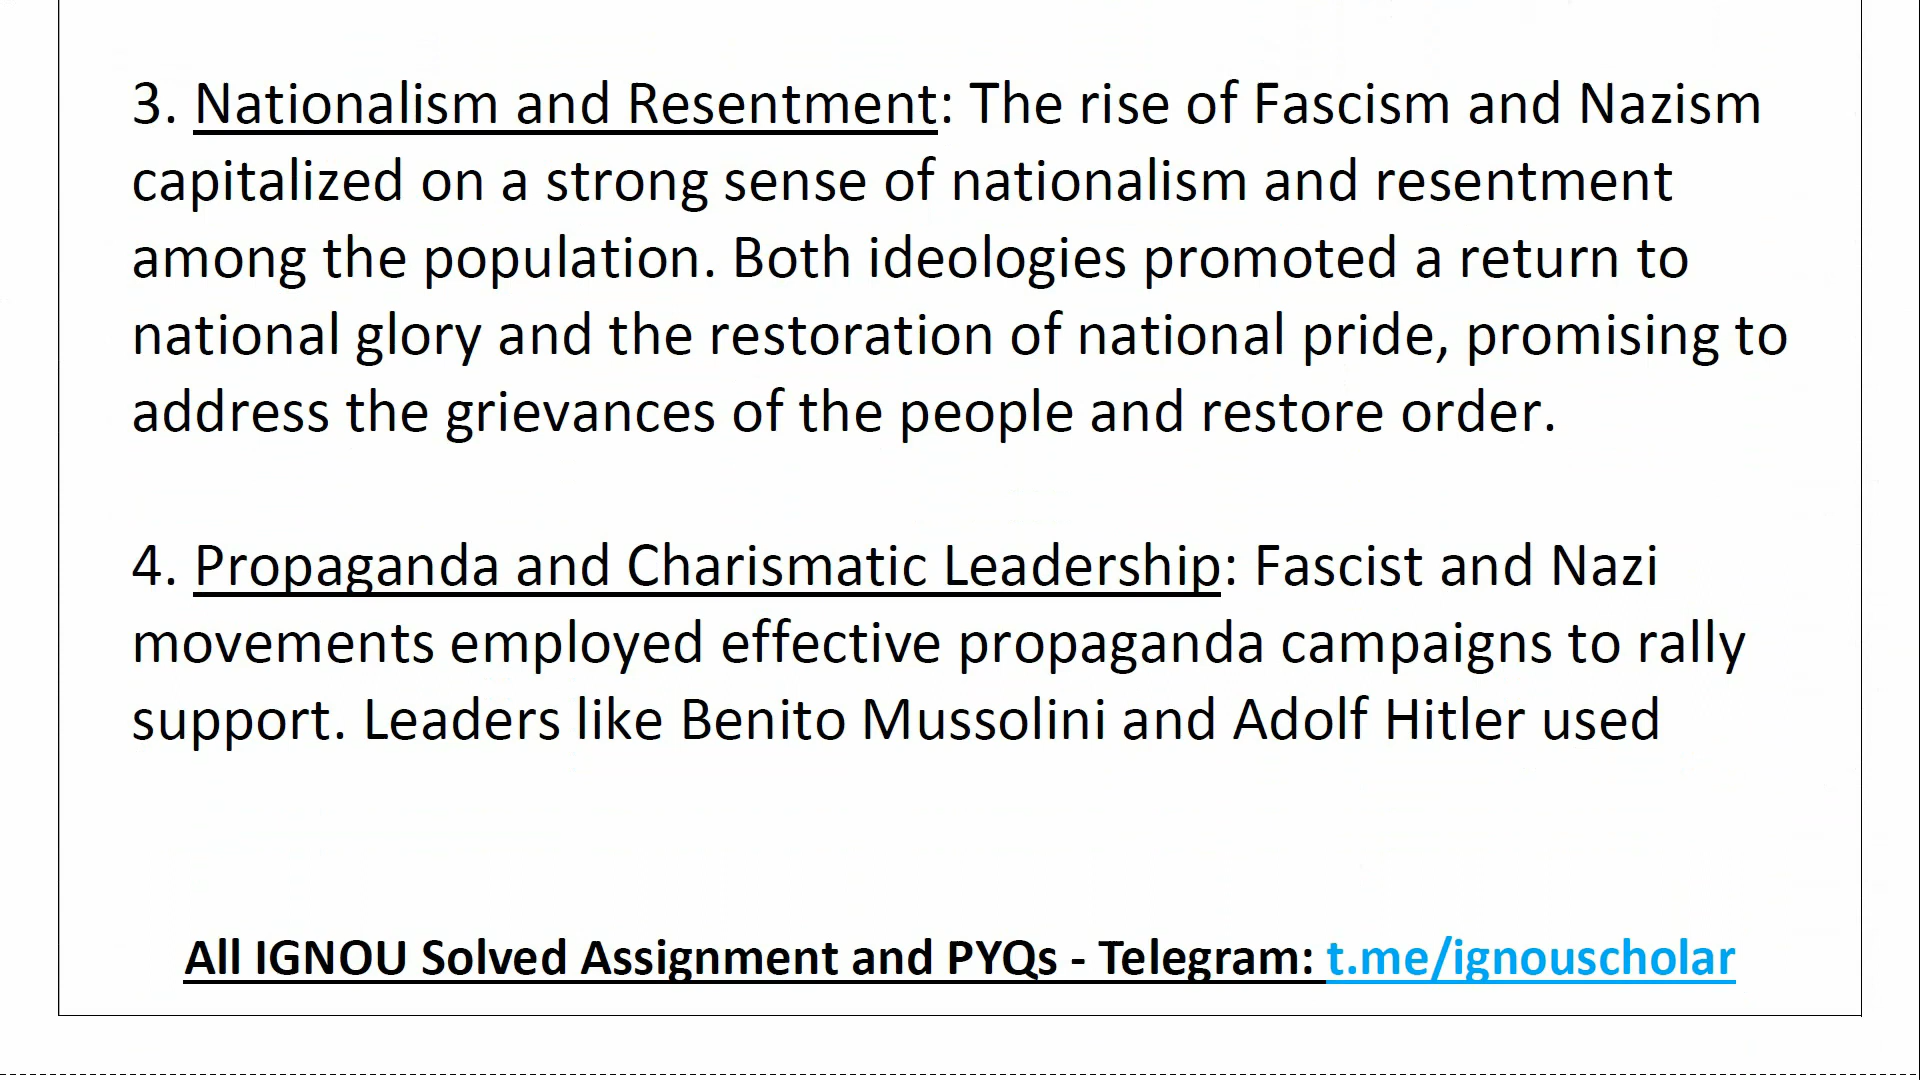 3. Nationalism and Resentment: The rise of Fascism and Nazism
capitalized on a strong sense of nationalism and resentment
among the population. Both ideologies promoted a return to
national glory and the restoration of national pride, promising to
address the grievances of the people and restore order.
4. Propaganda and Charismatic Leadership: Fascist and Nazi
movements employed effective propaganda campaigns to rally
support. Leaders like Benito Mussolini and Adolf Hitler used
All IGNOU Solved Assignment and PYQs - Telegram: t.me/ignouscholar